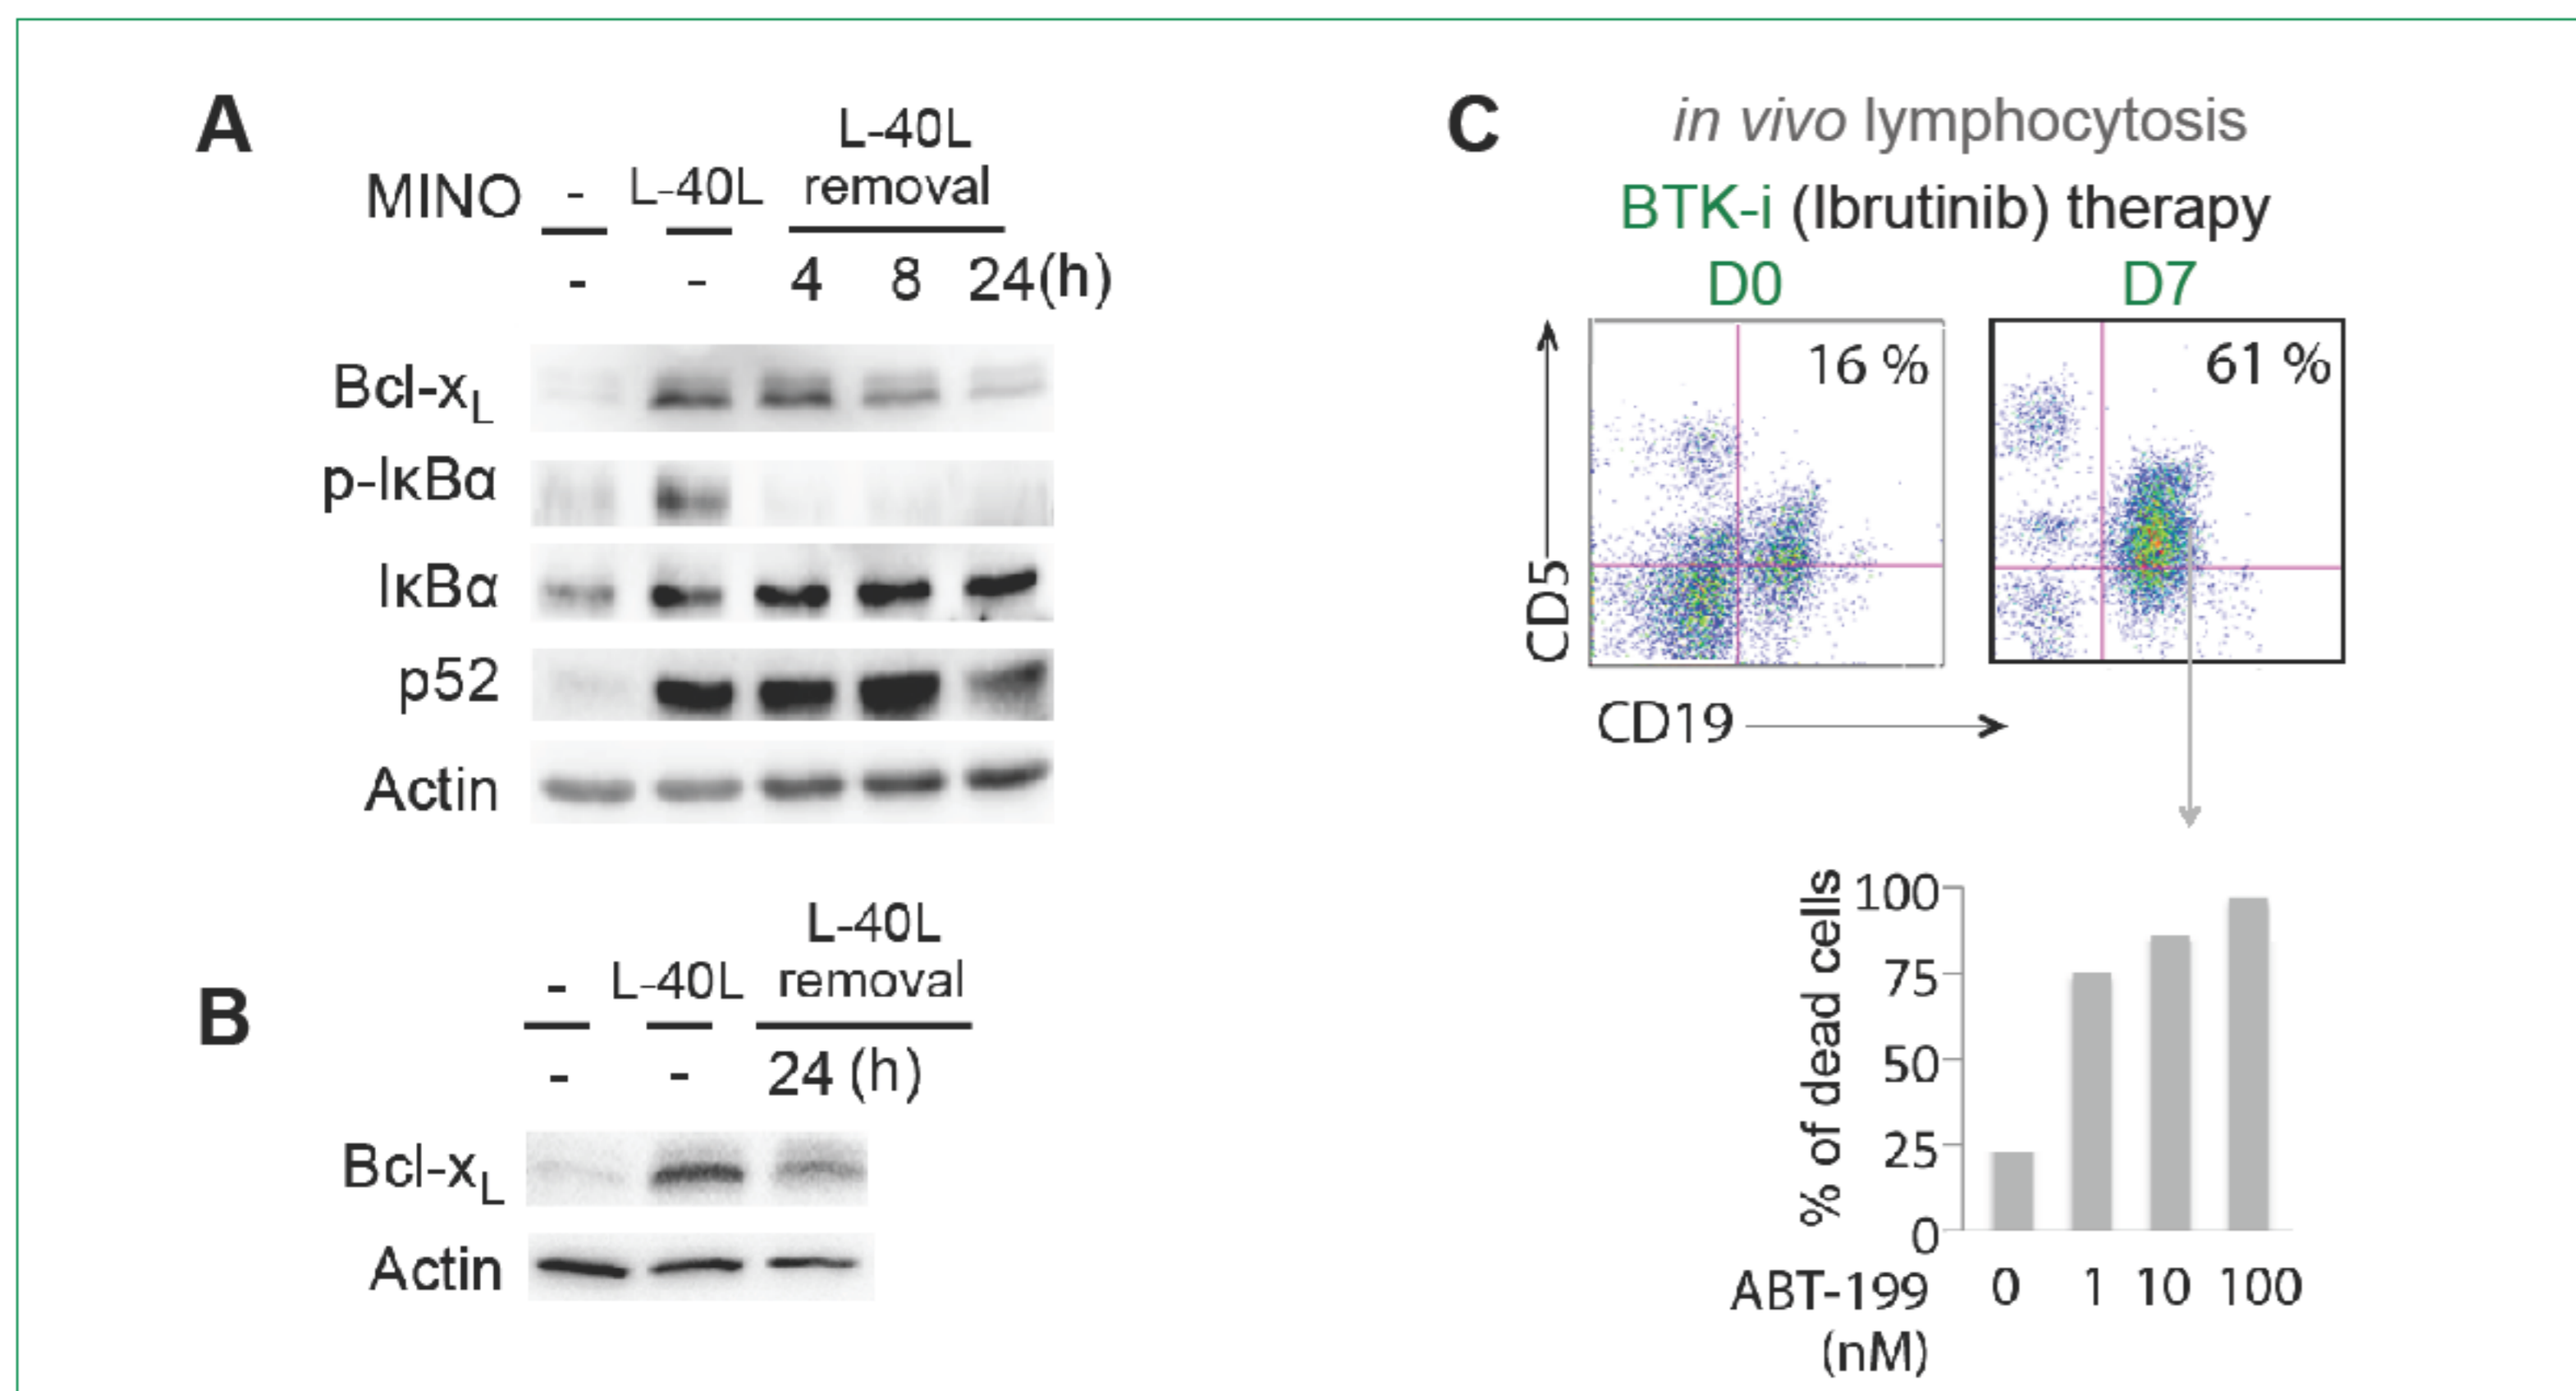 A
MINO - L-40L L-40L removal
- - 4 8 24(h)
Bcl-xL
p-IκBα
IκBα
p52
Actin
B
- L-40L L-40L removal
- - 24 (h)
Bcl-xL
Actin
C
in vivo lymphocytosis
BTK-i (Ibrutinib) therapy
D0 D7
16 % 61 %
CD5
CD19
% of dead cells
100
75
50
25
0
ABT-199 0 1 10 100
(nM)